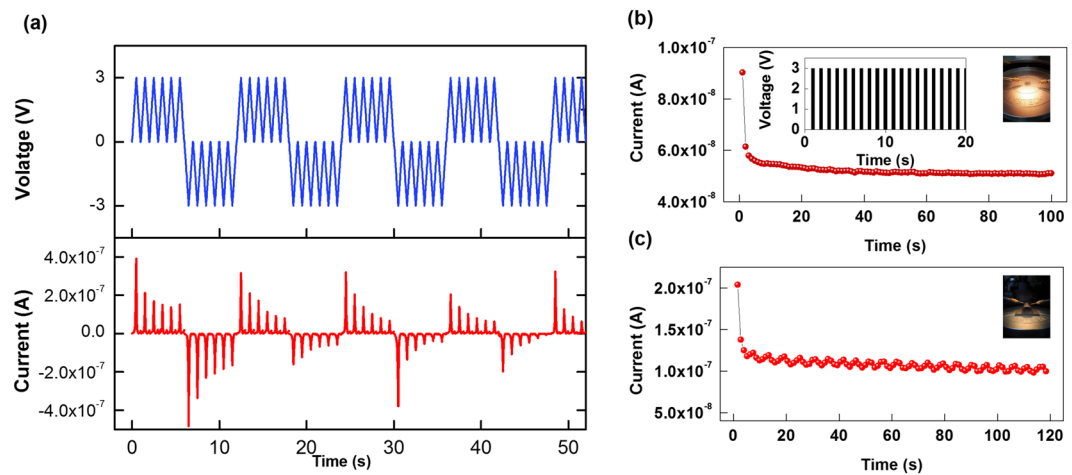 (a)
Volatge (V)
3
0
-3
Current (A)
4.0x10⁻⁷
2.0x10⁻⁷
0.0
-2.0x10⁻⁷
-4.0x10⁻⁷
0 10 20 30 40 50
Time (s)
(b)
Current (A)
1.0x10⁻⁷
8.0x10⁻⁸
6.0x10⁻⁸
4.0x10⁻⁸
Voltage (V)
3
2
1
0
0 10 20
Time (s)
0 20 40 60 80 100
Time (s)
(c)
Current (A)
2.0x10⁻⁷
1.5x10⁻⁷
1.0x10⁻⁷
5.0x10⁻⁸
0 20 40 60 80 100 120
Time (s)